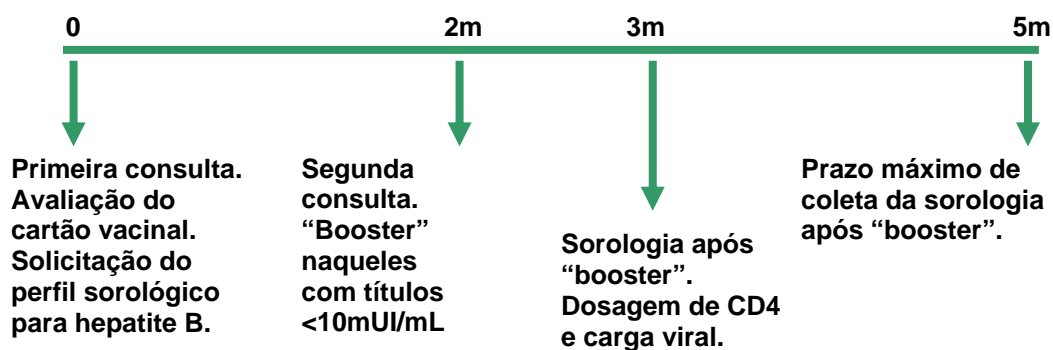 0
2m
3m
5m
Primeira consulta.
Avaliação do
cartão vacinal.
Solicitação do
perfil sorológico
para hepatite B.
Segunda
consulta.
“Booster”
naqueles
com títulos
<10mUI/mL
Sorologia após
“booster”.
Dosagem de CD4
e carga viral.
Prazo máximo de
coleta da sorologia
após “booster”.